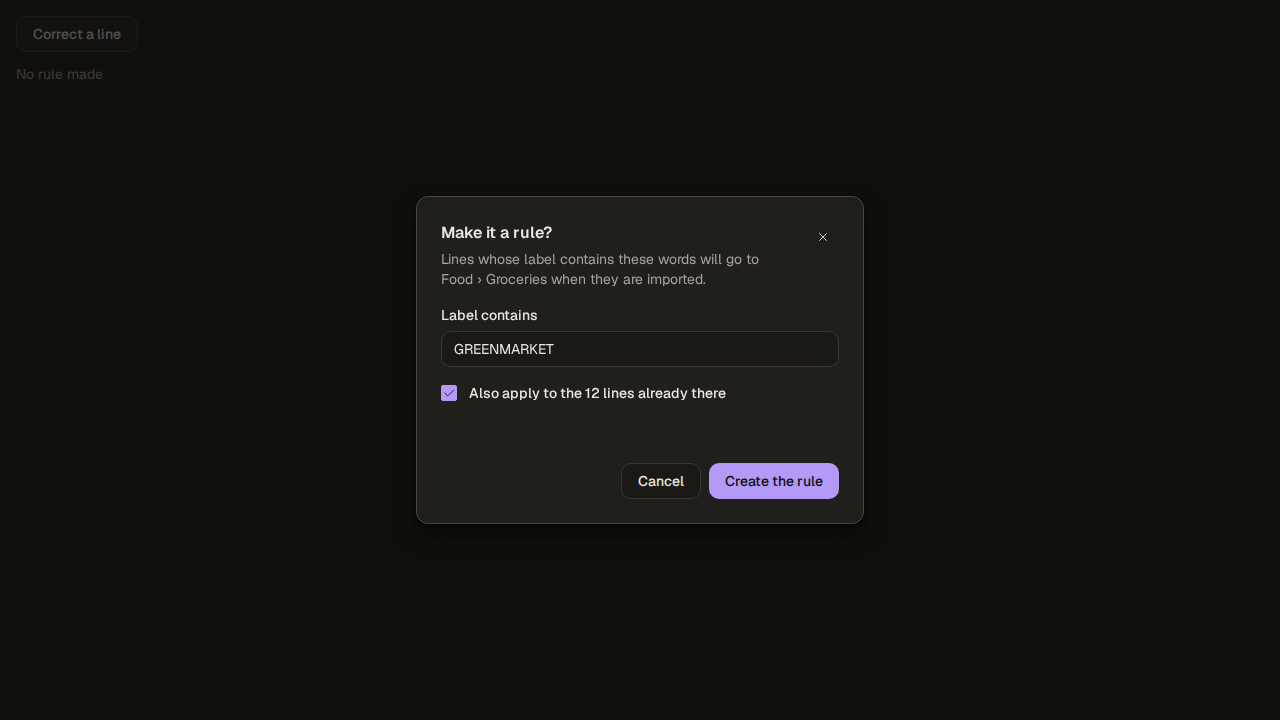 Correct a line
No rule made
Make it a rule?
Lines whose label contains these words will go to
Food › Groceries when they are imported.
Label contains
GREENMARKET
Also apply to the 12 lines already there
Cancel
Create the rule